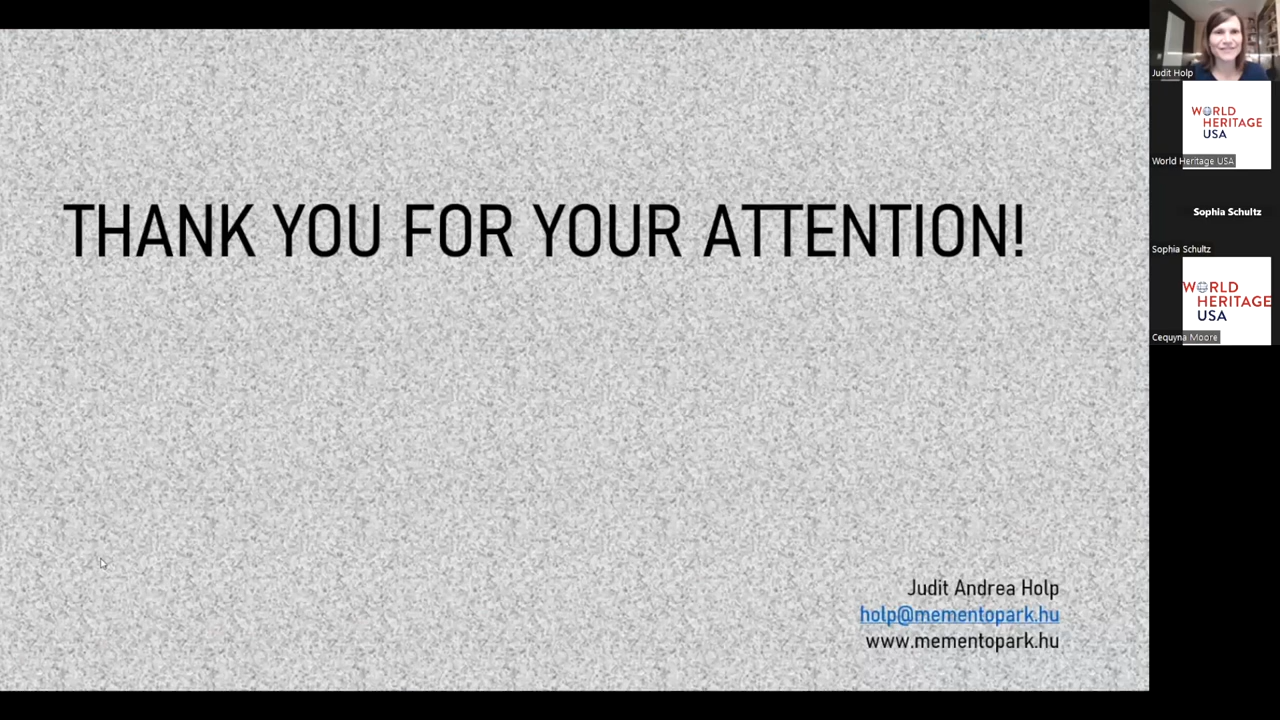 THANK YOU FOR YOUR ATTENTION!
Judit Andrea Holp
holp@mementopark.hu
www.mementopark.hu
Judit Holp
WORLD
HERITAGE
USA
World Heritage USA
Sophia Schultz
Sophia Schultz
WORLD
HERITAGE
USA
Cequyna Moore